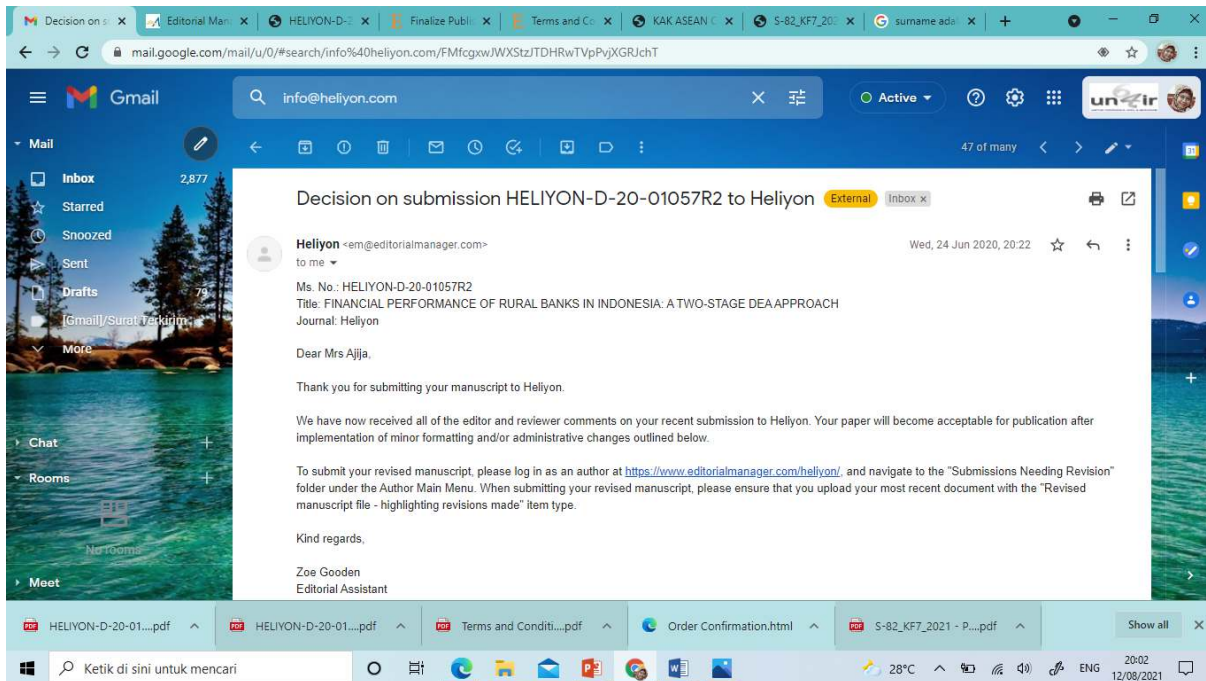 Decision on su
Editorial Man
HELIYON-D-2
Finalize Public
Terms and Co
KAK ASEAN C
S-82_KF7_202
surname adal
mail.google.com/mail/u/0/#search/info%40heliyon.com/FMfcgxwJWXStzJTDHRwTVpPvjXGRJchT
Gmail
info@heliyon.com
Active
Mail
47 of many
Inbox 2,877
Starred
Snoozed
Sent
Drafts 79
[Gmail]/Surat Terkirim
More
Chat
Rooms
No rooms
Meet
Decision on submission HELIYON-D-20-01057R2 to Heliyon External Inbox x
Heliyon <em@editorialmanager.com> Wed, 24 Jun 2020, 20:22
to me
Ms. No.: HELIYON-D-20-01057R2
Title: FINANCIAL PERFORMANCE OF RURAL BANKS IN INDONESIA: A TWO-STAGE DEA APPROACH
Journal: Heliyon
Dear Mrs Ajija,
Thank you for submitting your manuscript to Heliyon.
We have now received all of the editor and reviewer comments on your recent submission to Heliyon. Your paper will become acceptable for publication after
implementation of minor formatting and/or administrative changes outlined below.
To submit your revised manuscript, please log in as an author at https://www.editorialmanager.com/heliyon/, and navigate to the "Submissions Needing Revision"
folder under the Author Main Menu. When submitting your revised manuscript, please ensure that you upload your most recent document with the "Revised
manuscript file - highlighting revisions made" item type.
Kind regards,
Zoe Gooden
Editorial Assistant
HELIYON-D-20-01....pdf
HELIYON-D-20-01....pdf
Terms and Conditi....pdf
Order Confirmation.html
S-82_KF7_2021 - P....pdf
Show all
Ketik di sini untuk mencari
28°C
ENG
20:02
12/08/2021